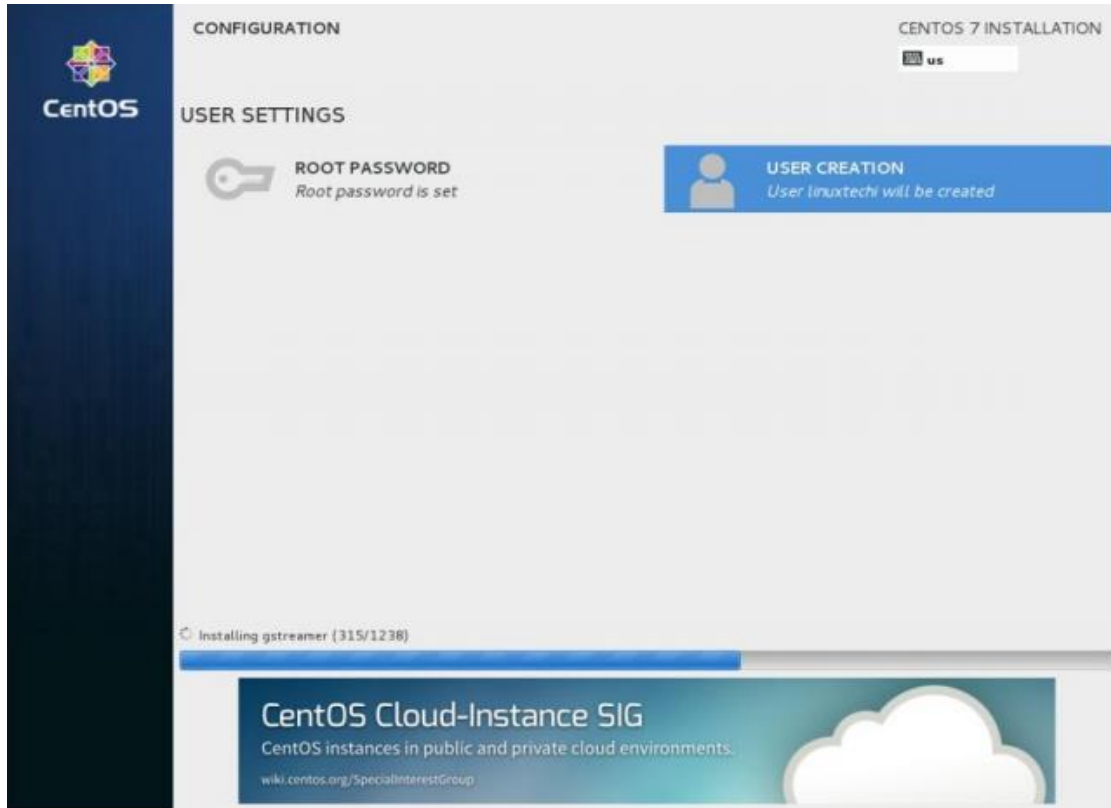 CentOS
CONFIGURATION
CENTOS 7 INSTALLATION
us
USER SETTINGS
ROOT PASSWORD
Root password is set
USER CREATION
User linuxtechi will be created
Installing gstreamer (315/1238)
CentOS Cloud-Instance SIG
CentOS instances in public and private cloud environments.
wiki.centos.org/SpecialInterestGroup